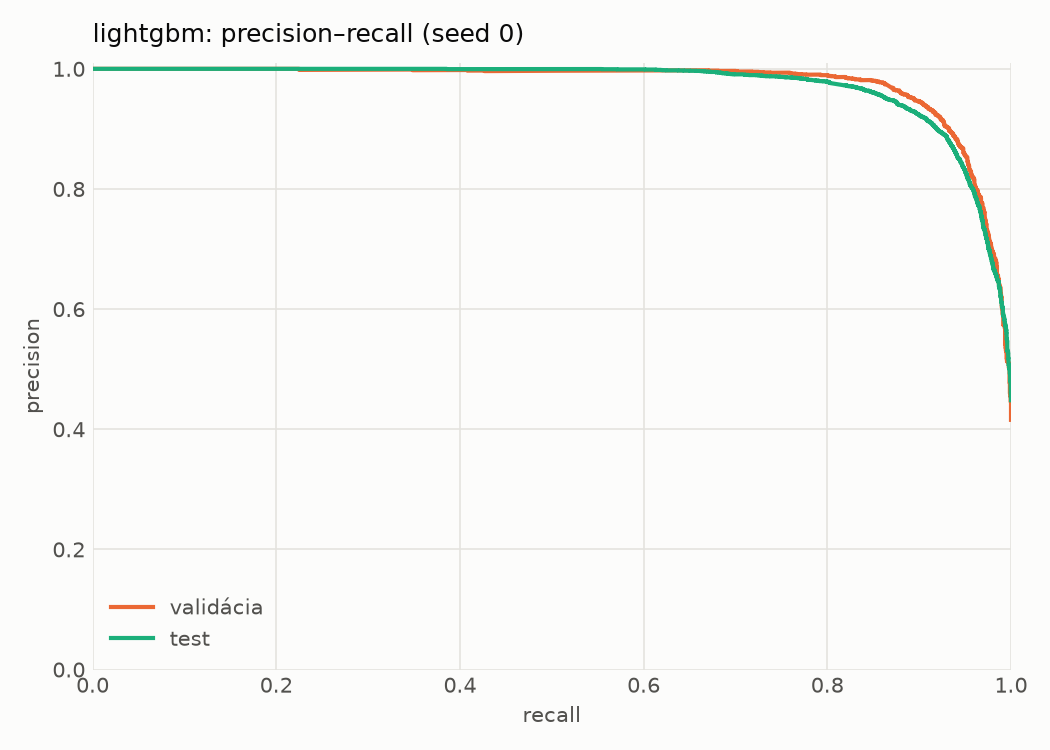 lightgbm: precision–recall (seed 0)
1.0
0.8
0.6
0.4
0.2
0.0
precision
validácia
test
0.0 0.2 0.4 0.6 0.8 1.0
recall